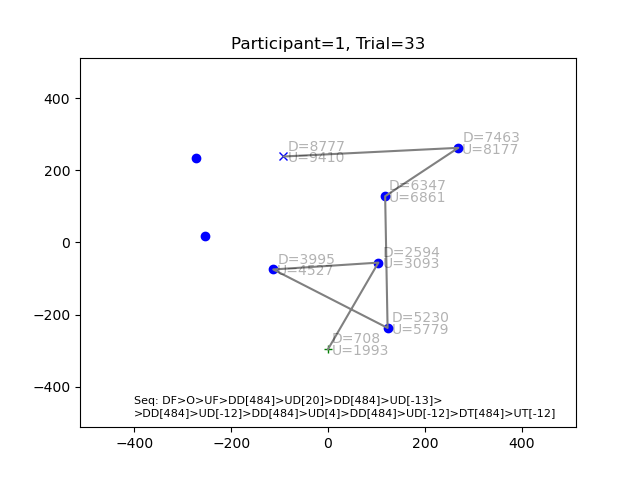 Participant=1, Trial=33
400
200
0
−200
−400
D=8777
U=9410
D=7463
U=8177
D=6347
U=6861
D=2594
U=3093
D=3995
U=4527
D=5230
U=5779
D=708
U=1993
Seq: DF>O>UF>DD[484]>UD[20]>DD[484]>UD[-13]>
>DD[484]>UD[-12]>DD[484]>UD[4]>DD[484]>UD[-12]>DT[484]>UT[-12]
−400 −200 0 200 400